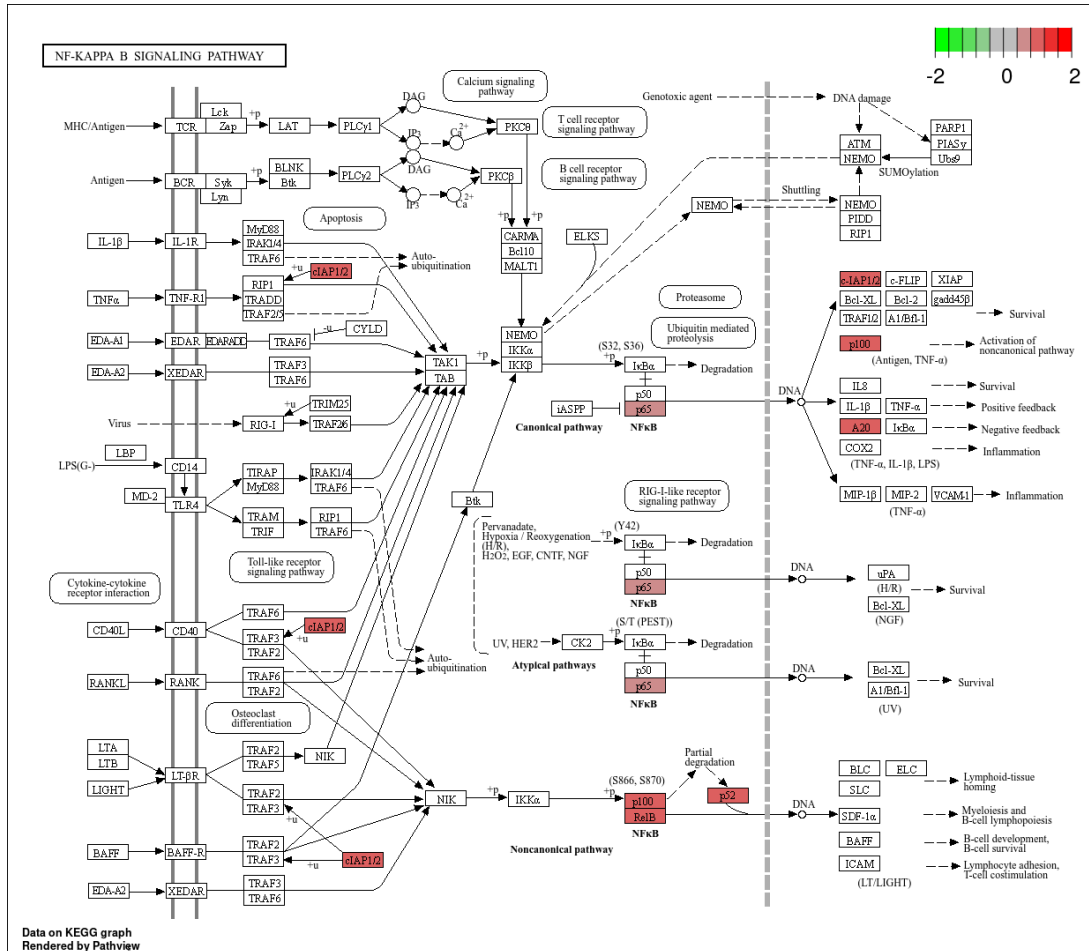 NF-KAPPA B SIGNALING PATHWAY
-2 0 2
Calcium signaling
pathway
T cell receptor
signaling pathway
B cell receptor
signaling pathway
MHC/Antigen
TCR
Lck
Zap
+p
LAT
PLCγ1
DAG
IP3
Ca2+
PKCθ
Antigen
BCR
Syk
Lyn
+p
BLNK
Btk
PLCγ2
DAG
IP3
Ca2+
PKCβ
+p
+p
CARMA
Bcl10
MALT1
ELKS
Genotoxic agent
DNA damage
ATM
NEMO
PARP1
PIASy
Ubs9
SUMOylation
Shuttling
NEMO
NEMO
PIDD
RIP1
Apoptosis
IL-1β
IL-1R
MyD88
IRAK1/4
TRAF6
Auto-
ubiquitination
TNFα
TNF-R1
RIP1
TRADD
TRAF2/5
+u
cIAP1/2
EDA-A1
EDAR
EDARADD
TRAF6
-u
CYLD
EDA-A2
XEDAR
TRAF3
TRAF6
TAK1
TAB
+p
NEMO
IKKα
IKKβ
Proteasome
Ubiquitin mediated
proteolysis
(S32, S36)
+p
IκBα
Degradation
p50
p65
NFκB
iASPP
Canonical pathway
DNA
c-IAP1/2
c-FLIP
XIAP
Bcl-XL
Bcl-2
gadd45β
TRAF1/2
A1/Bfl-1
Survival
p100
(Antigen, TNF-α)
Activation of
noncanonical pathway
IL8
Survival
IL-1β
TNF-α
Positive feedback
A20
IκBα
Negative feedback
COX2
Inflammation
(TNF-α, IL-1β, LPS)
MIP-1β
MIP-2
VCAM-1
Inflammation
(TNF-α)
Virus
RIG-I
+u
TRIM25
TRAF2/6
LPS(G-)
LBP
CD14
MD-2
TLR4
TIRAP
MyD88
IRAK1/4
TRAF6
TRAM
TRIF
RIP1
TRAF6
Btk
Toll-like receptor
signaling pathway
RIG-I-like receptor
signaling pathway
Pervanadate,
Hypoxia / Reoxygenation
(H/R),
H2O2, EGF, CNTF, NGF
+p
(Y42)
IκBα
Degradation
p50
p65
NFκB
DNA
uPA
(H/R)
Bcl-XL
(NGF)
Survival
Cytokine-cytokine
receptor interaction
CD40L
CD40
TRAF6
TRAF3
TRAF2
+u
cIAP1/2
UV, HER2
CK2
+p
(S/T (PEST))
IκBα
Degradation
p50
p65
NFκB
Atypical pathways
DNA
Bcl-XL
A1/Bfl-1
(UV)
Survival
RANKL
RANK
TRAF6
TRAF2
Auto-
ubiquitination
Osteoclast
differentiation
LTA
LTB
LIGHT
LT-βR
TRAF2
TRAF5
NIK
TRAF2
TRAF3
+u
NIK
+p
IKKα
+p
(S866, S870)
p100
RelB
NFκB
Partial
degradation
p52
Noncanonical pathway
DNA
BLC
ELC
SLC
Lymphoid-tissue
homing
SDF-1α
Myeloiesis and
B-cell lymphopoiesis
BAFF
B-cell development,
B-cell survival
ICAM
Lymphocyte adhesion,
T-cell costimulation
(LT/LIGHT)
BAFF
BAFF-R
TRAF2
TRAF3
+u
cIAP1/2
EDA-A2
XEDAR
TRAF3
TRAF6
Data on KEGG graph
Rendered by Pathview